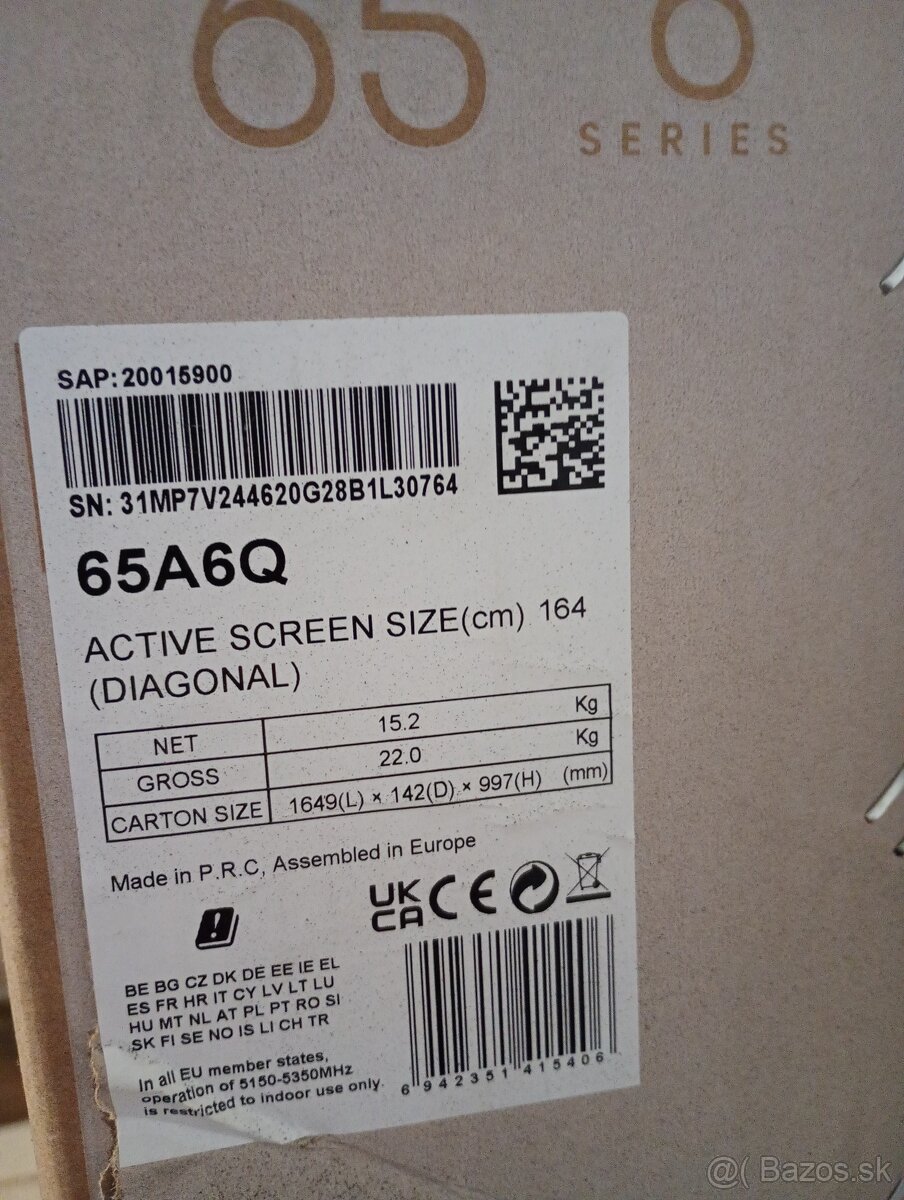 65 6
SERIES
SAP:20015900
SN: 31MP7V244620G28B1L30764
65A6Q
ACTIVE SCREEN SIZE(cm) 164
(DIAGONAL)
NET 15.2 Kg
GROSS 22.0 Kg
CARTON SIZE 1649(L) × 142(D) × 997(H) (mm)
Made in P.R.C, Assembled in Europe
UK
CA CE
BE BG CZ DK DE EE IE EL
ES FR HR IT CY LV LT LU
HU MT NL AT PL PT RO SI
SK FI SE NO IS LI CH TR
In all EU member states,
operation of 5150-5350MHz
is restricted to indoor use only.
6 942351 415406
@( Bazos.sk